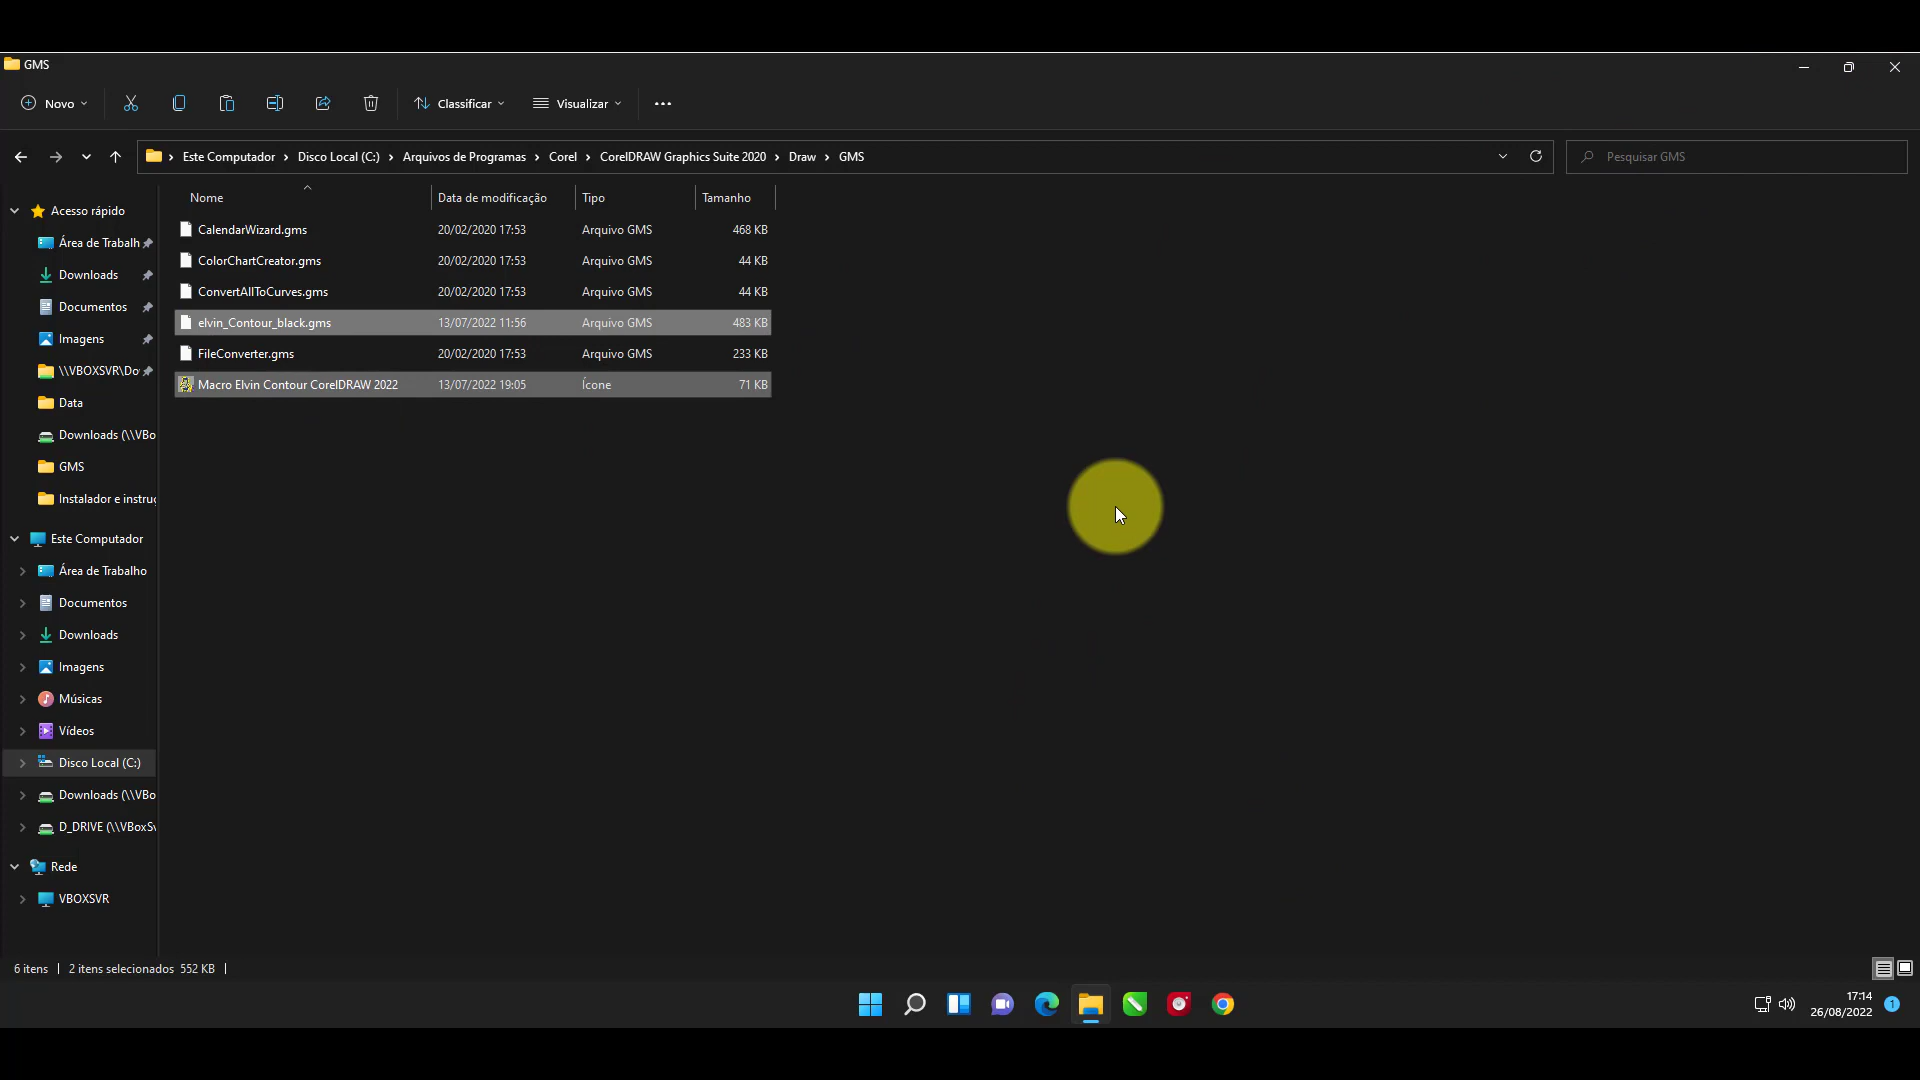 GMS
Novo
Classificar
Visualizar
Este Computador
Disco Local (C:)
Arquivos de Programas
Corel
CorelDRAW Graphics Suite 2020
Draw
GMS
Pesquisar GMS
Nome
Data de modificação
Tipo
Tamanho
CalendarWizard.gms 20/02/2020 17:53 Arquivo GMS 468 KB
ColorChartCreator.gms 20/02/2020 17:53 Arquivo GMS 44 KB
ConvertAllToCurves.gms 20/02/2020 17:53 Arquivo GMS 44 KB
elvin_Contour_black.gms 13/07/2022 11:56 Arquivo GMS 483 KB
FileConverter.gms 20/02/2020 17:53 Arquivo GMS 233 KB
Macro Elvin Contour CorelDRAW 2022 13/07/2022 19:05 Ícone 71 KB
Acesso rápido
Área de Trabalh
Downloads
Documentos
Imagens
\\VBOXSVR\Do
Data
Downloads (\\VBo
GMS
Instalador e instruç
Este Computador
Área de Trabalho
Documentos
Downloads
Imagens
Músicas
Vídeos
Disco Local (C:)
Downloads (\\VBo
D_DRIVE (\\VBoxSv
Rede
VBOXSVR
6 itens
2 itens selecionados 552 KB
17:14
26/08/2022
1